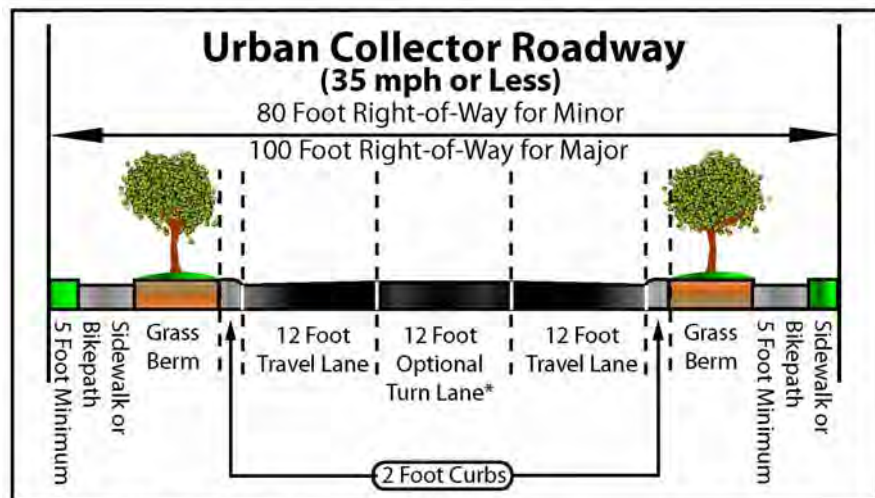 Urban Collector Roadway
(35 mph or Less)
80 Foot Right-of-Way for Minor
100 Foot Right-of-Way for Major
5 Foot Minimum
Bikepath
Sidewalk or
Grass
Berm
12 Foot
Travel Lane
12 Foot
Optional
Turn Lane*
12 Foot
Travel Lane
Grass
Berm
5 Foot Minimum
Bikepath
Sidewalk or
2 Foot Curbs